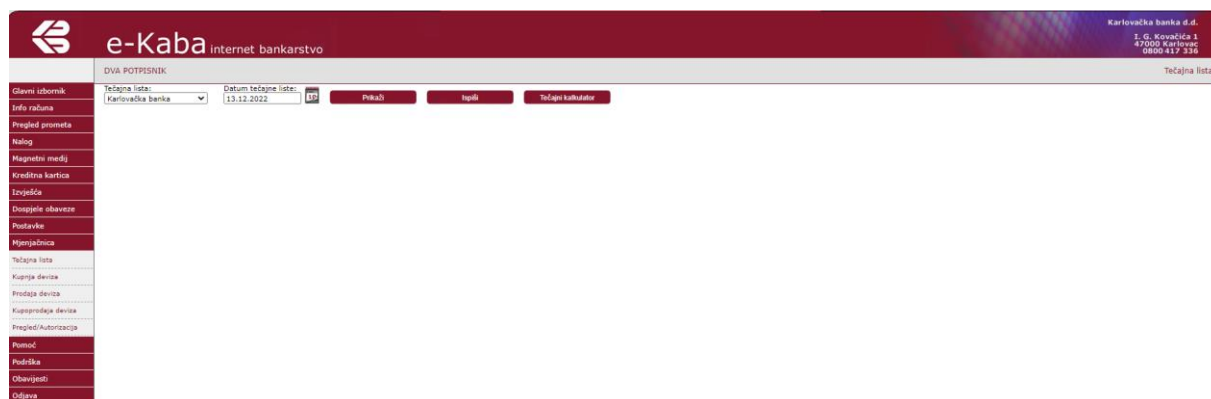 e-Kaba internet bankarstvo
Karlovačka banka d.d.
I. G. Kovačića 1
47000 Karlovac
0800 417 336
DVA POTPISNIK
Tečajna lista
Glavni izbornik
Info računa
Pregled prometa
Nalog
Magnetni medij
Kreditna kartica
Izvješća
Dospjele obaveze
Postavke
Mjenjačnica
Tečajna lista
Kupnja deviza
Prodaja deviza
Kupoprodaja deviza
Pregled/Autorizacija
Pomoć
Podrška
Obavijesti
Odjava
Tečajna lista:
Karlovačka banka
Datum tečajne liste:
13.12.2022
Prikaži
Ispiši
Tečajni kalkulator